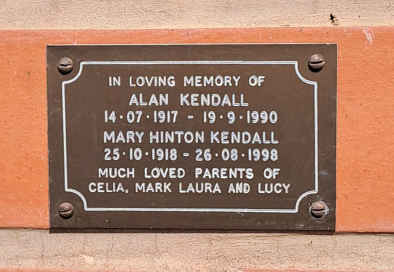 IN LOVING MEMORY OF
ALAN KENDALL
14·07·1917 - 19·9·1990
MARY HINTON KENDALL
25·10·1918 - 26·08·1998
MUCH LOVED PARENTS OF
CELIA, MARK LAURA AND LUCY